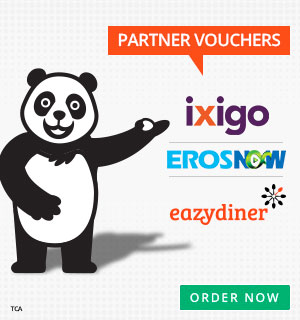 PARTNER VOUCHERS
ixigo
EROSNOW
eazydiner
ORDER NOW
TCA